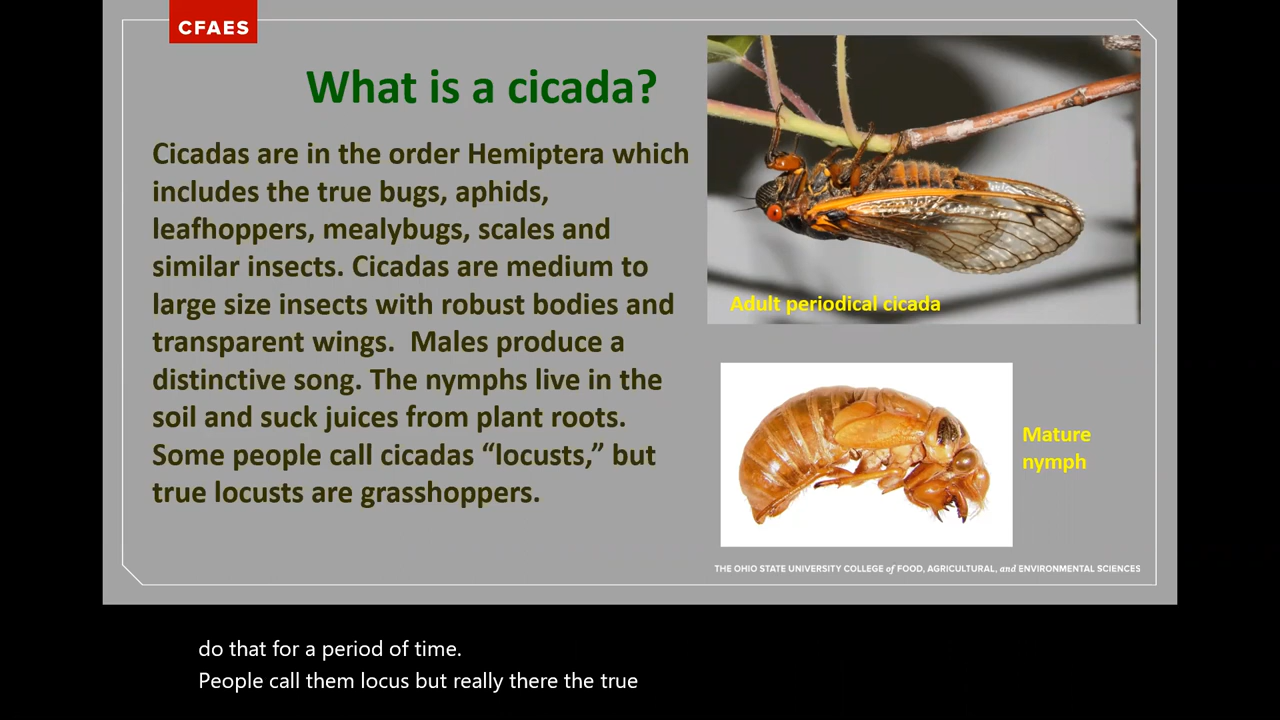 CFAES
What is a cicada?
Cicadas are in the order Hemiptera which
includes the true bugs, aphids,
leafhoppers, mealybugs, scales and
similar insects. Cicadas are medium to
large size insects with robust bodies and
transparent wings.  Males produce a
distinctive song. The nymphs live in the
soil and suck juices from plant roots.
Some people call cicadas “locusts,” but
true locusts are grasshoppers.
Adult periodical cicada
Mature
nymph
THE OHIO STATE UNIVERSITY COLLEGE of FOOD, AGRICULTURAL, and ENVIRONMENTAL SCIENCES
do that for a period of time.
People call them locus but really there the true